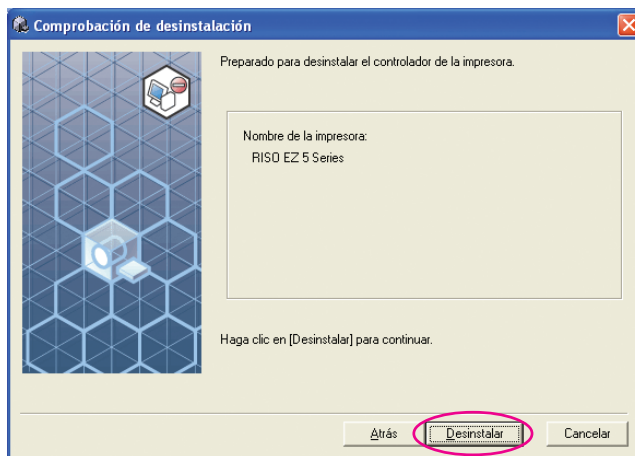 Comprobación de desinstalación
Preparado para desinstalar el controlador de la impresora.
Nombre de la impresora:
RISO EZ 5 Series
Haga clic en [Desinstalar] para continuar.
Atrás Desinstalar Cancelar